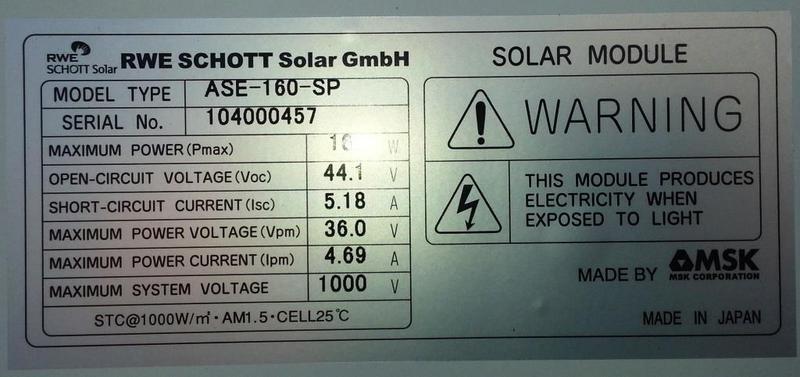 RWE
SCHOTT Solar
RWE SCHOTT Solar GmbH
MODEL TYPE ASE-160-SP
SERIAL No. 104000457
MAXIMUM POWER(Pmax) W
OPEN-CIRCUIT VOLTAGE(Voc) 44.1 V
SHORT-CIRCUIT CURRENT(Isc) 5.18 A
MAXIMUM POWER VOLTAGE(Vpm) 36.0 V
MAXIMUM POWER CURRENT(Ipm) 4.69 A
MAXIMUM SYSTEM VOLTAGE 1000 V
STC@1000W/㎡・AM1.5・CELL25℃
SOLAR MODULE
WARNING
THIS MODULE PRODUCES
ELECTRICITY WHEN
EXPOSED TO LIGHT
MADE BY MSK
MSK CORPORATION
MADE IN JAPAN